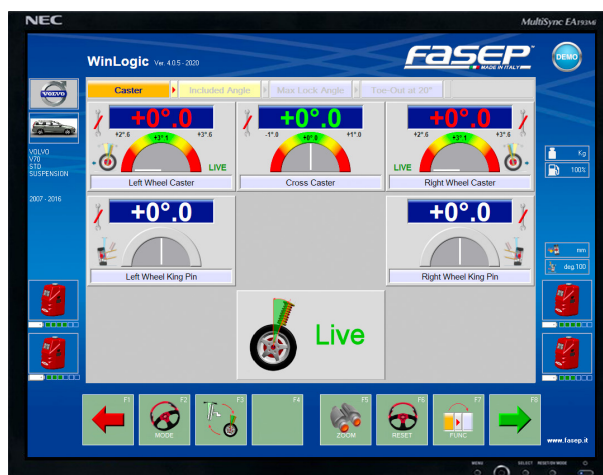 NEC
MultiSync EA193Mi
WinLogic Ver. 4.0.5 - 2020
FASEP
MADE IN ITALY
DEMO
VOLVO
Caster
Included Angle
Max Lock Angle
Toe-Out at 20°
+0°.0
+2°.6 +3°.1 +3°.6
LIVE
Left Wheel Caster
+0°.0
-1°.0 +0°.0 +1°.0
Cross Caster
+0°.0
+2°.6 +3°.1 +3°.6
LIVE
Right Wheel Caster
VOLVO
V70
STD
SUSPENSION
2007 - 2016
Kg
100%
+0°.0
Left Wheel King Pin
+0°.0
Right Wheel King Pin
mm
deg.100
Live
F1
F2
MODE
F3
F4
F5
ZOOM
F6
RESET
F7
FUNC
F8
www.fasep.it
MENU
SELECT
RESET/DV MODE